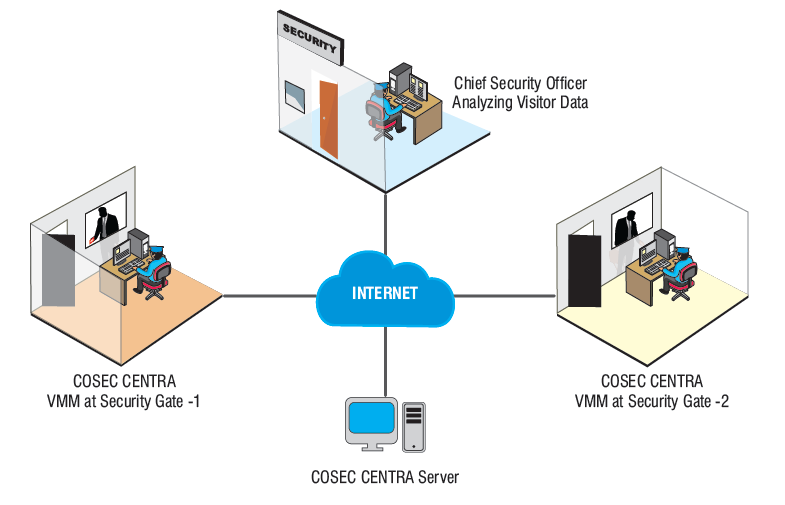 SECURITY
Chief Security Officer
Analyzing Visitor Data
INTERNET
COSEC CENTRA
VMM at Security Gate -1
COSEC CENTRA
VMM at Security Gate -2
COSEC CENTRA Server